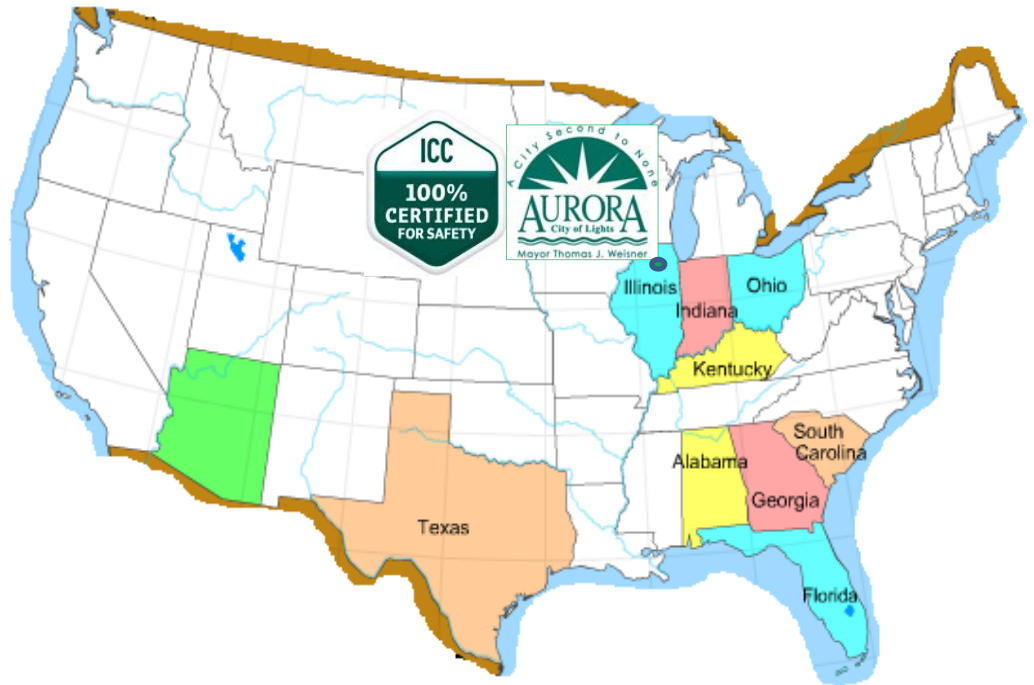 ICC
100%
CERTIFIED
FOR SAFETY
A City Second to None
AURORA
City of Lights
Mayor Thomas J. Weisner
Illinois
Ohio
Indiana
Kentucky
South
Carolina
Alabama
Georgia
Texas
Florida